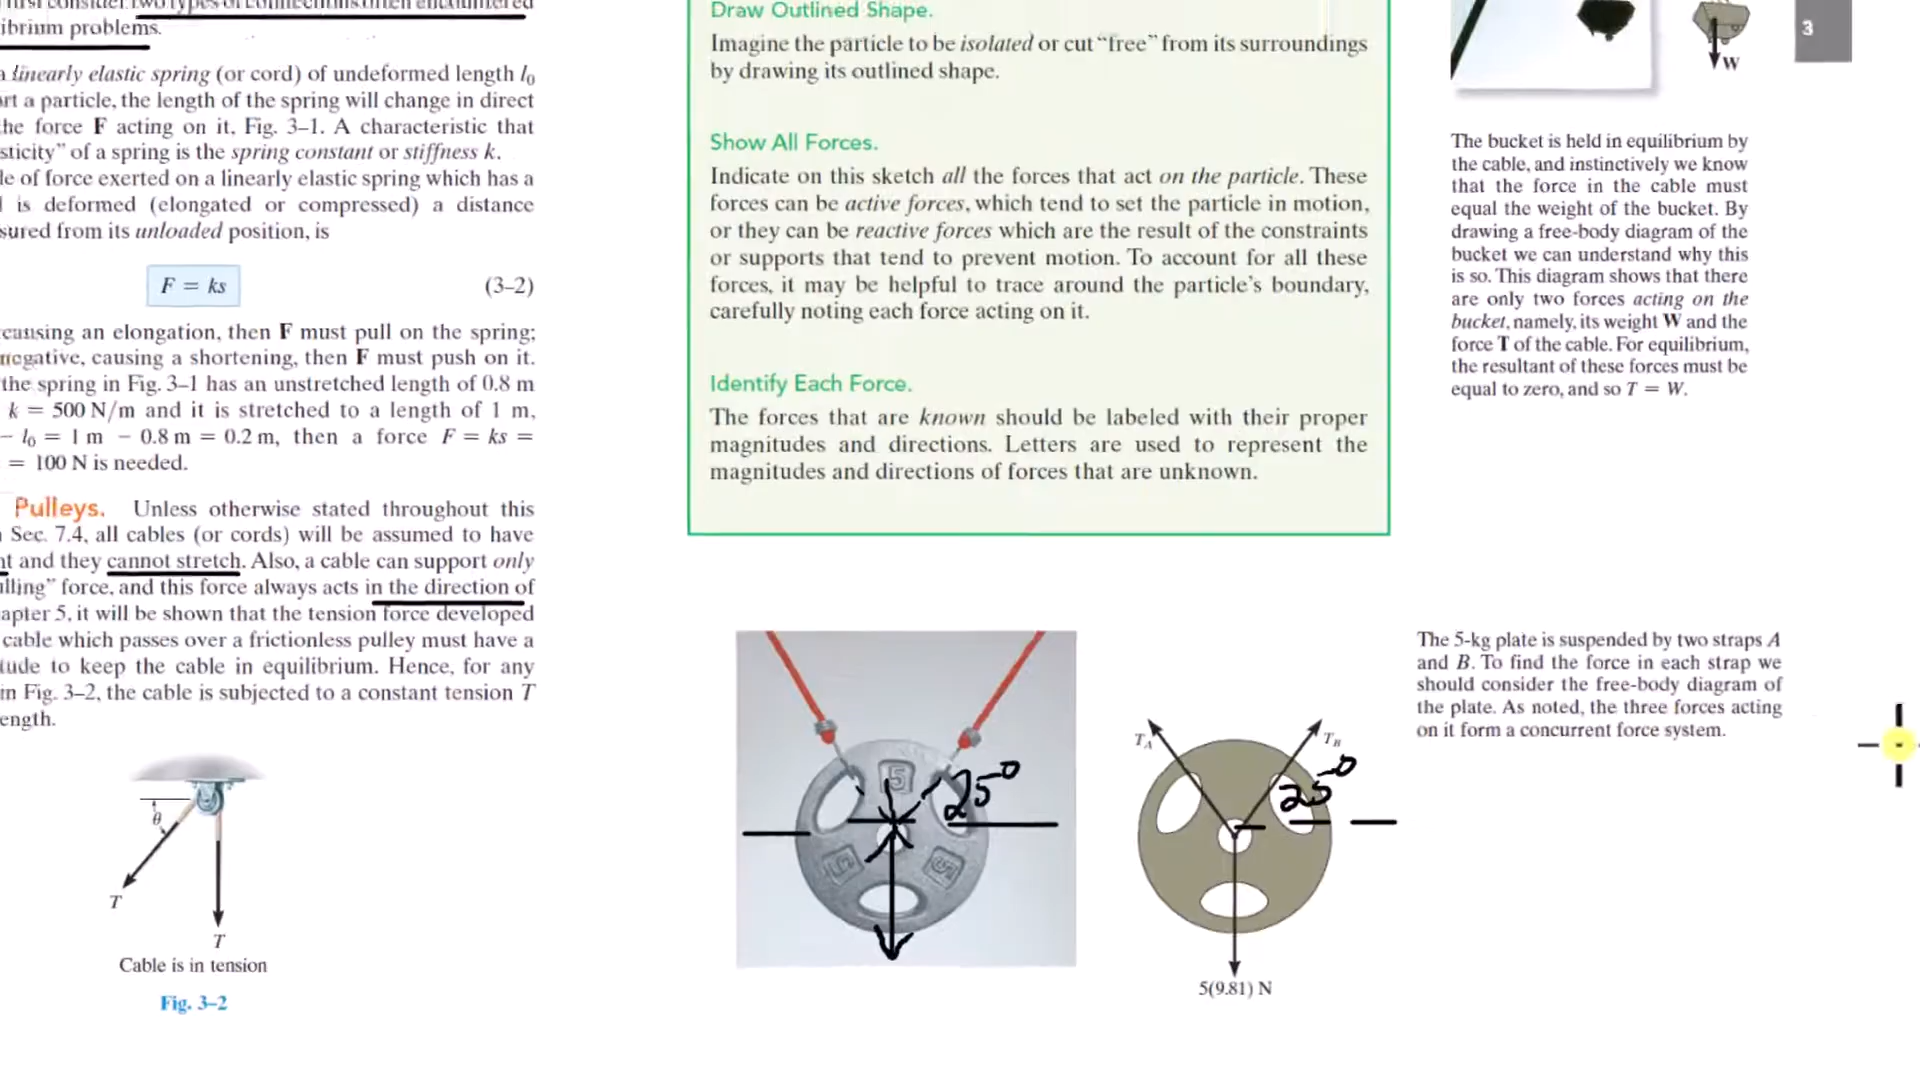 two types of connections often encountered
ibrium problems.
a linearly elastic spring (or cord) of undeformed length l₀
rt a particle, the length of the spring will change in direct
he force F acting on it, Fig. 3–1. A characteristic that
sticity” of a spring is the spring constant or stiffness k.
le of force exerted on a linearly elastic spring which has a
is deformed (elongated or compressed) a distance
sured from its unloaded position, is
F = ks (3–2)
causing an elongation, then F must pull on the spring;
negative, causing a shortening, then F must push on it.
the spring in Fig. 3–1 has an unstretched length of 0.8 m
k = 500 N/m and it is stretched to a length of 1 m,
– l₀ = 1 m – 0.8 m = 0.2 m, then a force F = ks =
= 100 N is needed.
Pulleys. Unless otherwise stated throughout this
Sec. 7.4, all cables (or cords) will be assumed to have
t and they cannot stretch. Also, a cable can support only
lling” force, and this force always acts in the direction of
apter 5, it will be shown that the tension force developed
cable which passes over a frictionless pulley must have a
tude to keep the cable in equilibrium. Hence, for any
in Fig. 3–2, the cable is subjected to a constant tension T
ength.
θ
T
T
Cable is in tension
Fig. 3–2
Draw Outlined Shape.
Imagine the particle to be isolated or cut “free” from its surroundings
by drawing its outlined shape.
Show All Forces.
Indicate on this sketch all the forces that act on the particle. These
forces can be active forces, which tend to set the particle in motion,
or they can be reactive forces which are the result of the constraints
or supports that tend to prevent motion. To account for all these
forces, it may be helpful to trace around the particle’s boundary,
carefully noting each force acting on it.
Identify Each Force.
The forces that are known should be labeled with their proper
magnitudes and directions. Letters are used to represent the
magnitudes and directions of forces that are unknown.
5
25°
5
5
T_A
T_B
25°
5(9.81) N
W
3
The bucket is held in equilibrium by
the cable, and instinctively we know
that the force in the cable must
equal the weight of the bucket. By
drawing a free-body diagram of the
bucket we can understand why this
is so. This diagram shows that there
are only two forces acting on the
bucket, namely, its weight W and the
force T of the cable. For equilibrium,
the resultant of these forces must be
equal to zero, and so T = W.
The 5-kg plate is suspended by two straps A
and B. To find the force in each strap we
should consider the free-body diagram of
the plate. As noted, the three forces acting
on it form a concurrent force system.